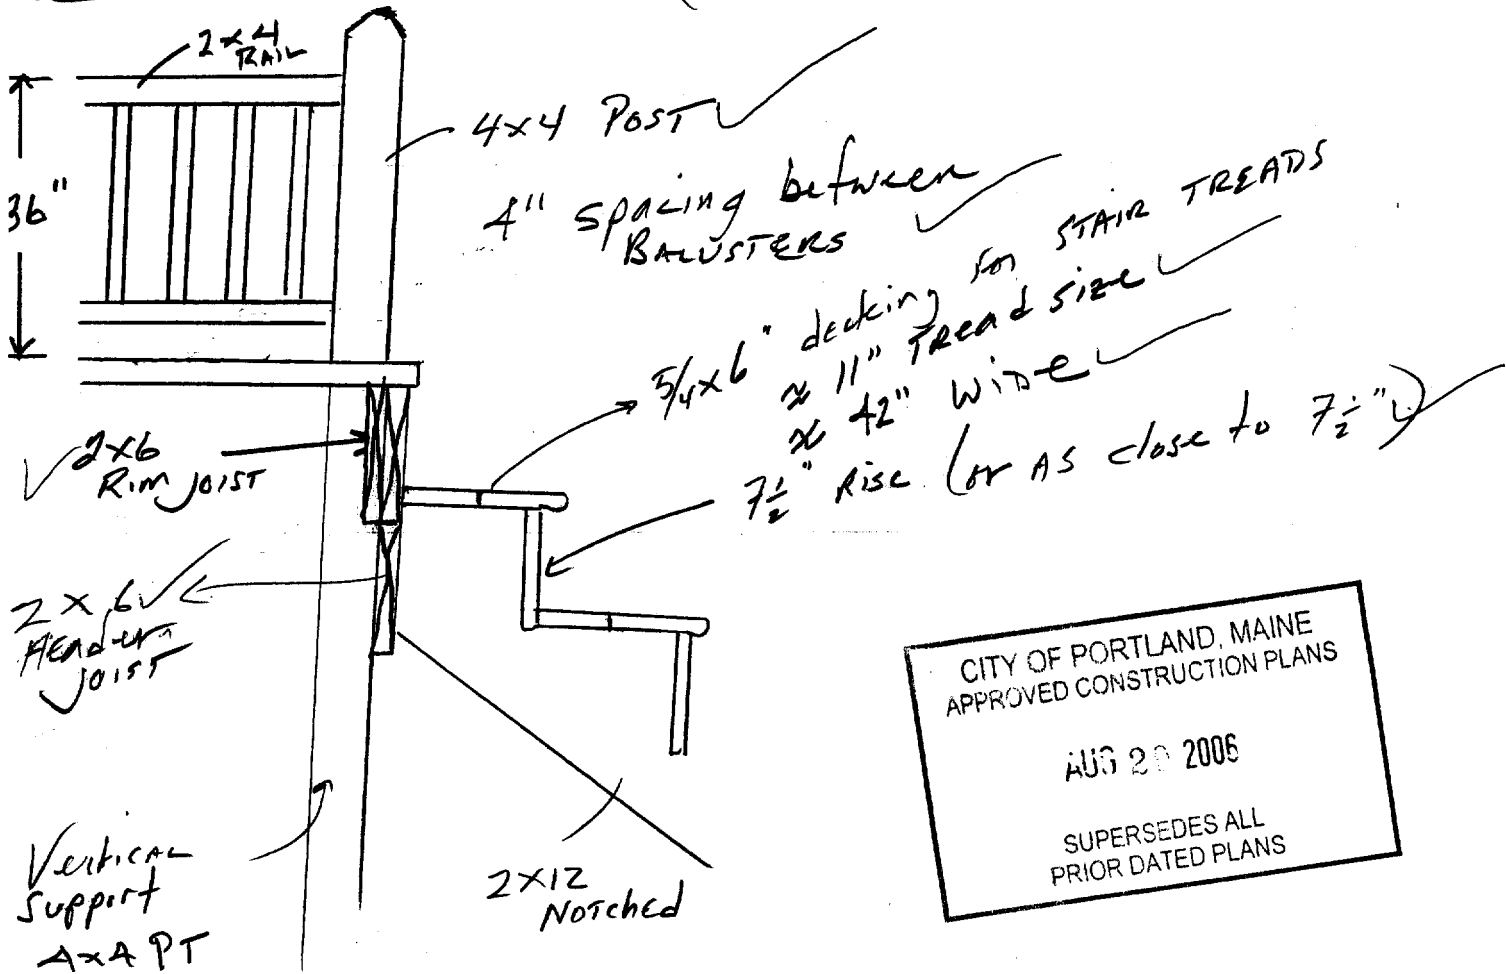 2x4
RAIL
36"
4x4 POST
4" spacing between
BALUSTERS
5/4x6" decking for STAIR TREADS
≈ 11" TREAD SIZE
≈ 42" WIDE
7½" Rise (or AS close to 7½")
2x6
Rim JOIST
2x6
Header
JOIST
Vertical
Support
4x4 PT
2x12
NOTCHED
CITY OF PORTLAND, MAINE
APPROVED CONSTRUCTION PLANS
AUG 2 2006
SUPERSEDES ALL
PRIOR DATED PLANS